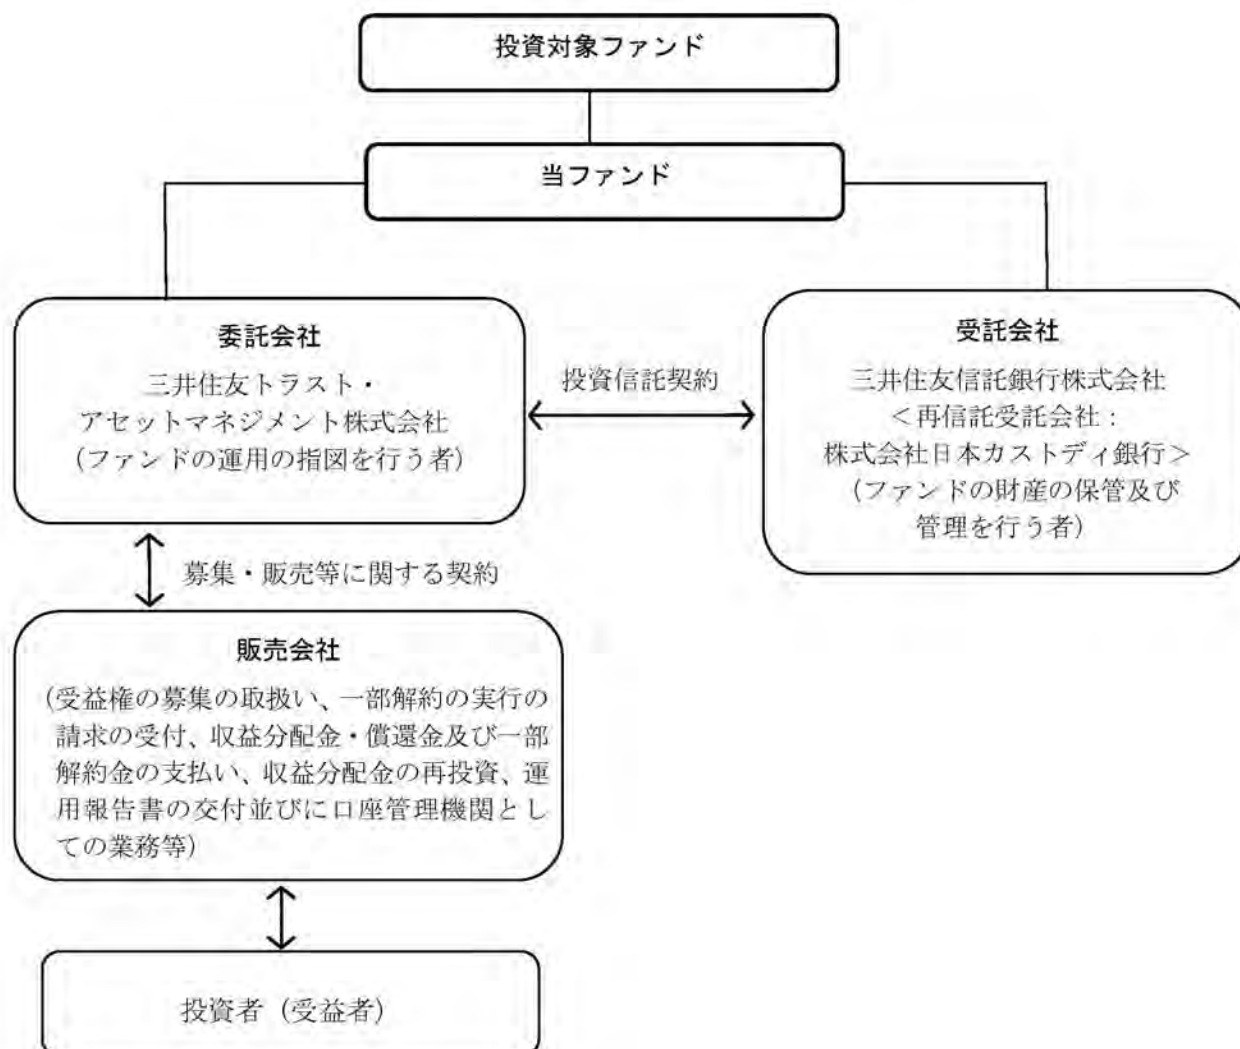 投資対象ファンド
当ファンド
委託会社
三井住友トラスト・
アセットマネジメント株式会社
(ファンドの運用の指図を行う者)
投資信託契約
受託会社
三井住友信託銀行株式会社
＜再信託受託会社：
株式会社日本カストディ銀行＞
(ファンドの財産の保管及び
管理を行う者)
募集・販売等に関する契約
販売会社
(受益権の募集の取扱い、一部解約の実行の
請求の受付、収益分配金・償還金及び一部
解約金の支払い、収益分配金の再投資、運
用報告書の交付並びに口座管理機関とし
ての業務等)
投資者 (受益者)